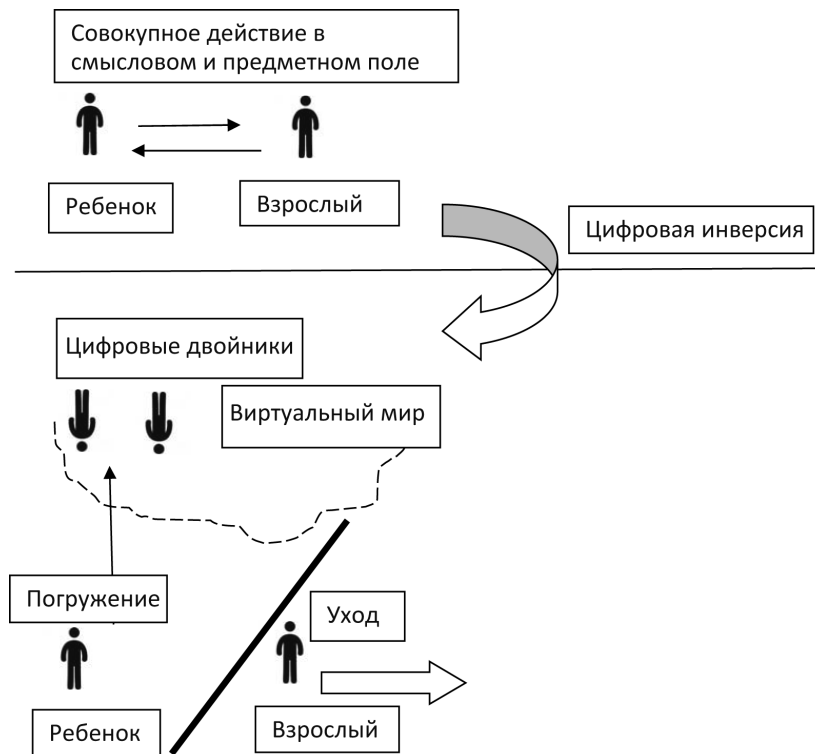 Совокупное действие в
смысловом и предметном поле
Ребенок
Взрослый
Цифровая инверсия
Цифровые двойники
Виртуальный мир
Погружение
Уход
Ребенок
Взрослый